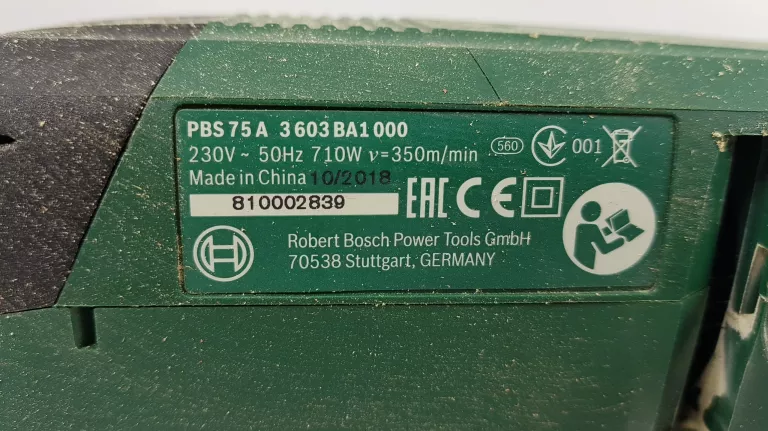 PBS 75 A 3 603 BA1 000
230V ~ 50Hz 710W ν=350m/min
560
001
Made in China 10/2018
810002839
EAC CE
Robert Bosch Power Tools GmbH
70538 Stuttgart, GERMANY